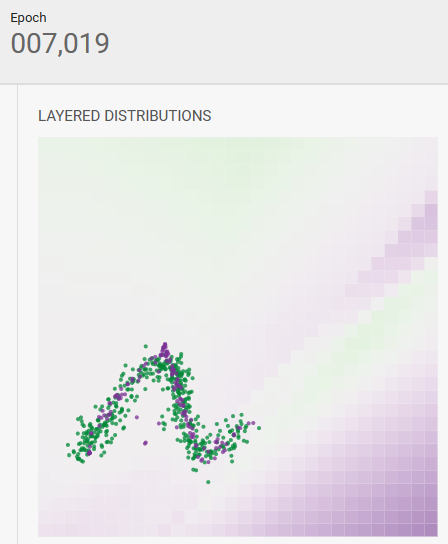 Epoch
007,019
LAYERED DISTRIBUTIONS